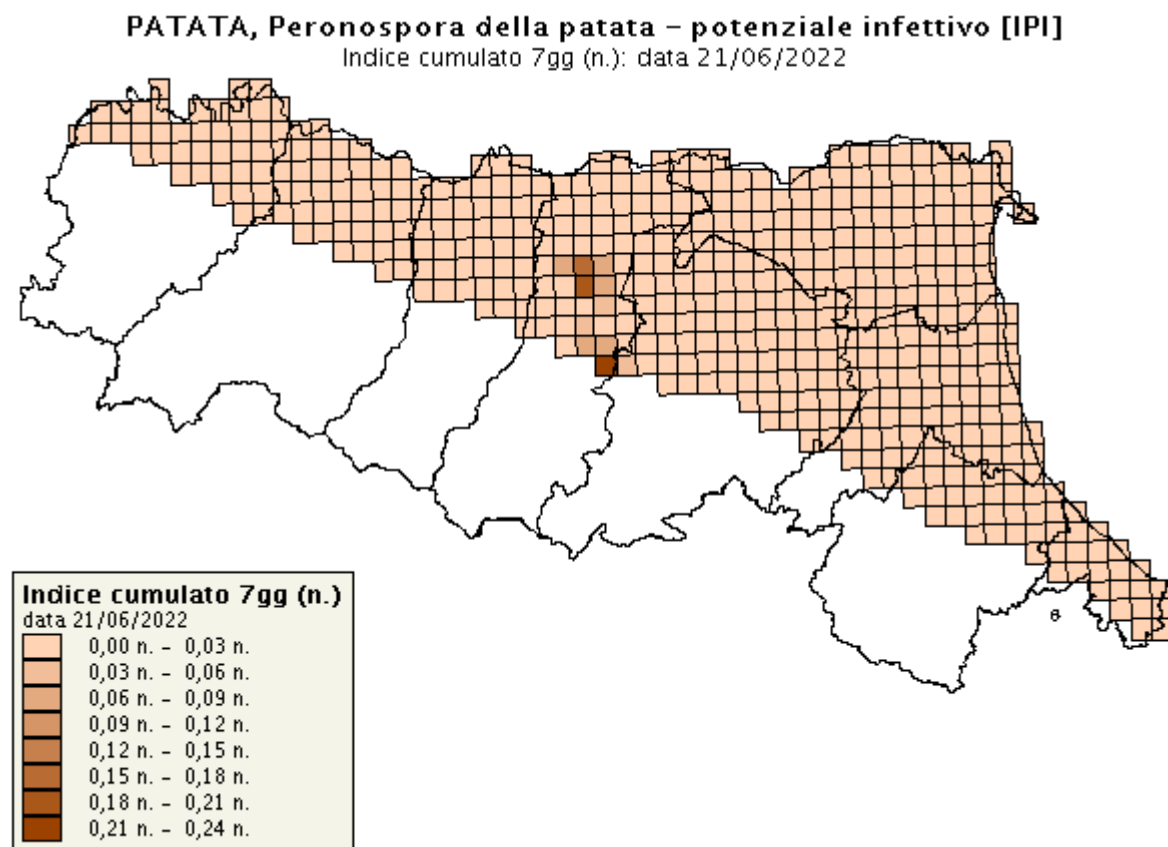 PATATA, Peronospora della patata – potenziale infettivo [IPI]
Indice cumulato 7gg (n.): data 21/06/2022
Indice cumulato 7gg (n.)
data 21/06/2022
0,00 n. – 0,03 n.
0,03 n. – 0,06 n.
0,06 n. – 0,09 n.
0,09 n. – 0,12 n.
0,12 n. – 0,15 n.
0,15 n. – 0,18 n.
0,18 n. – 0,21 n.
0,21 n. – 0,24 n.